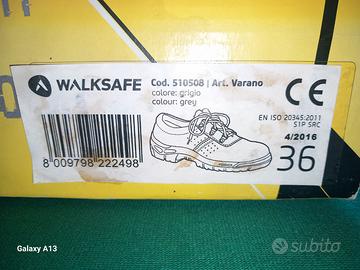 WALKSAFE
Cod. 510508 | Art. Varano
colore: grigio
colour: grey
CE
EN ISO 20345:2011
S1P SRC
4/2016
36
8 009798 222498
Galaxy A13
subito